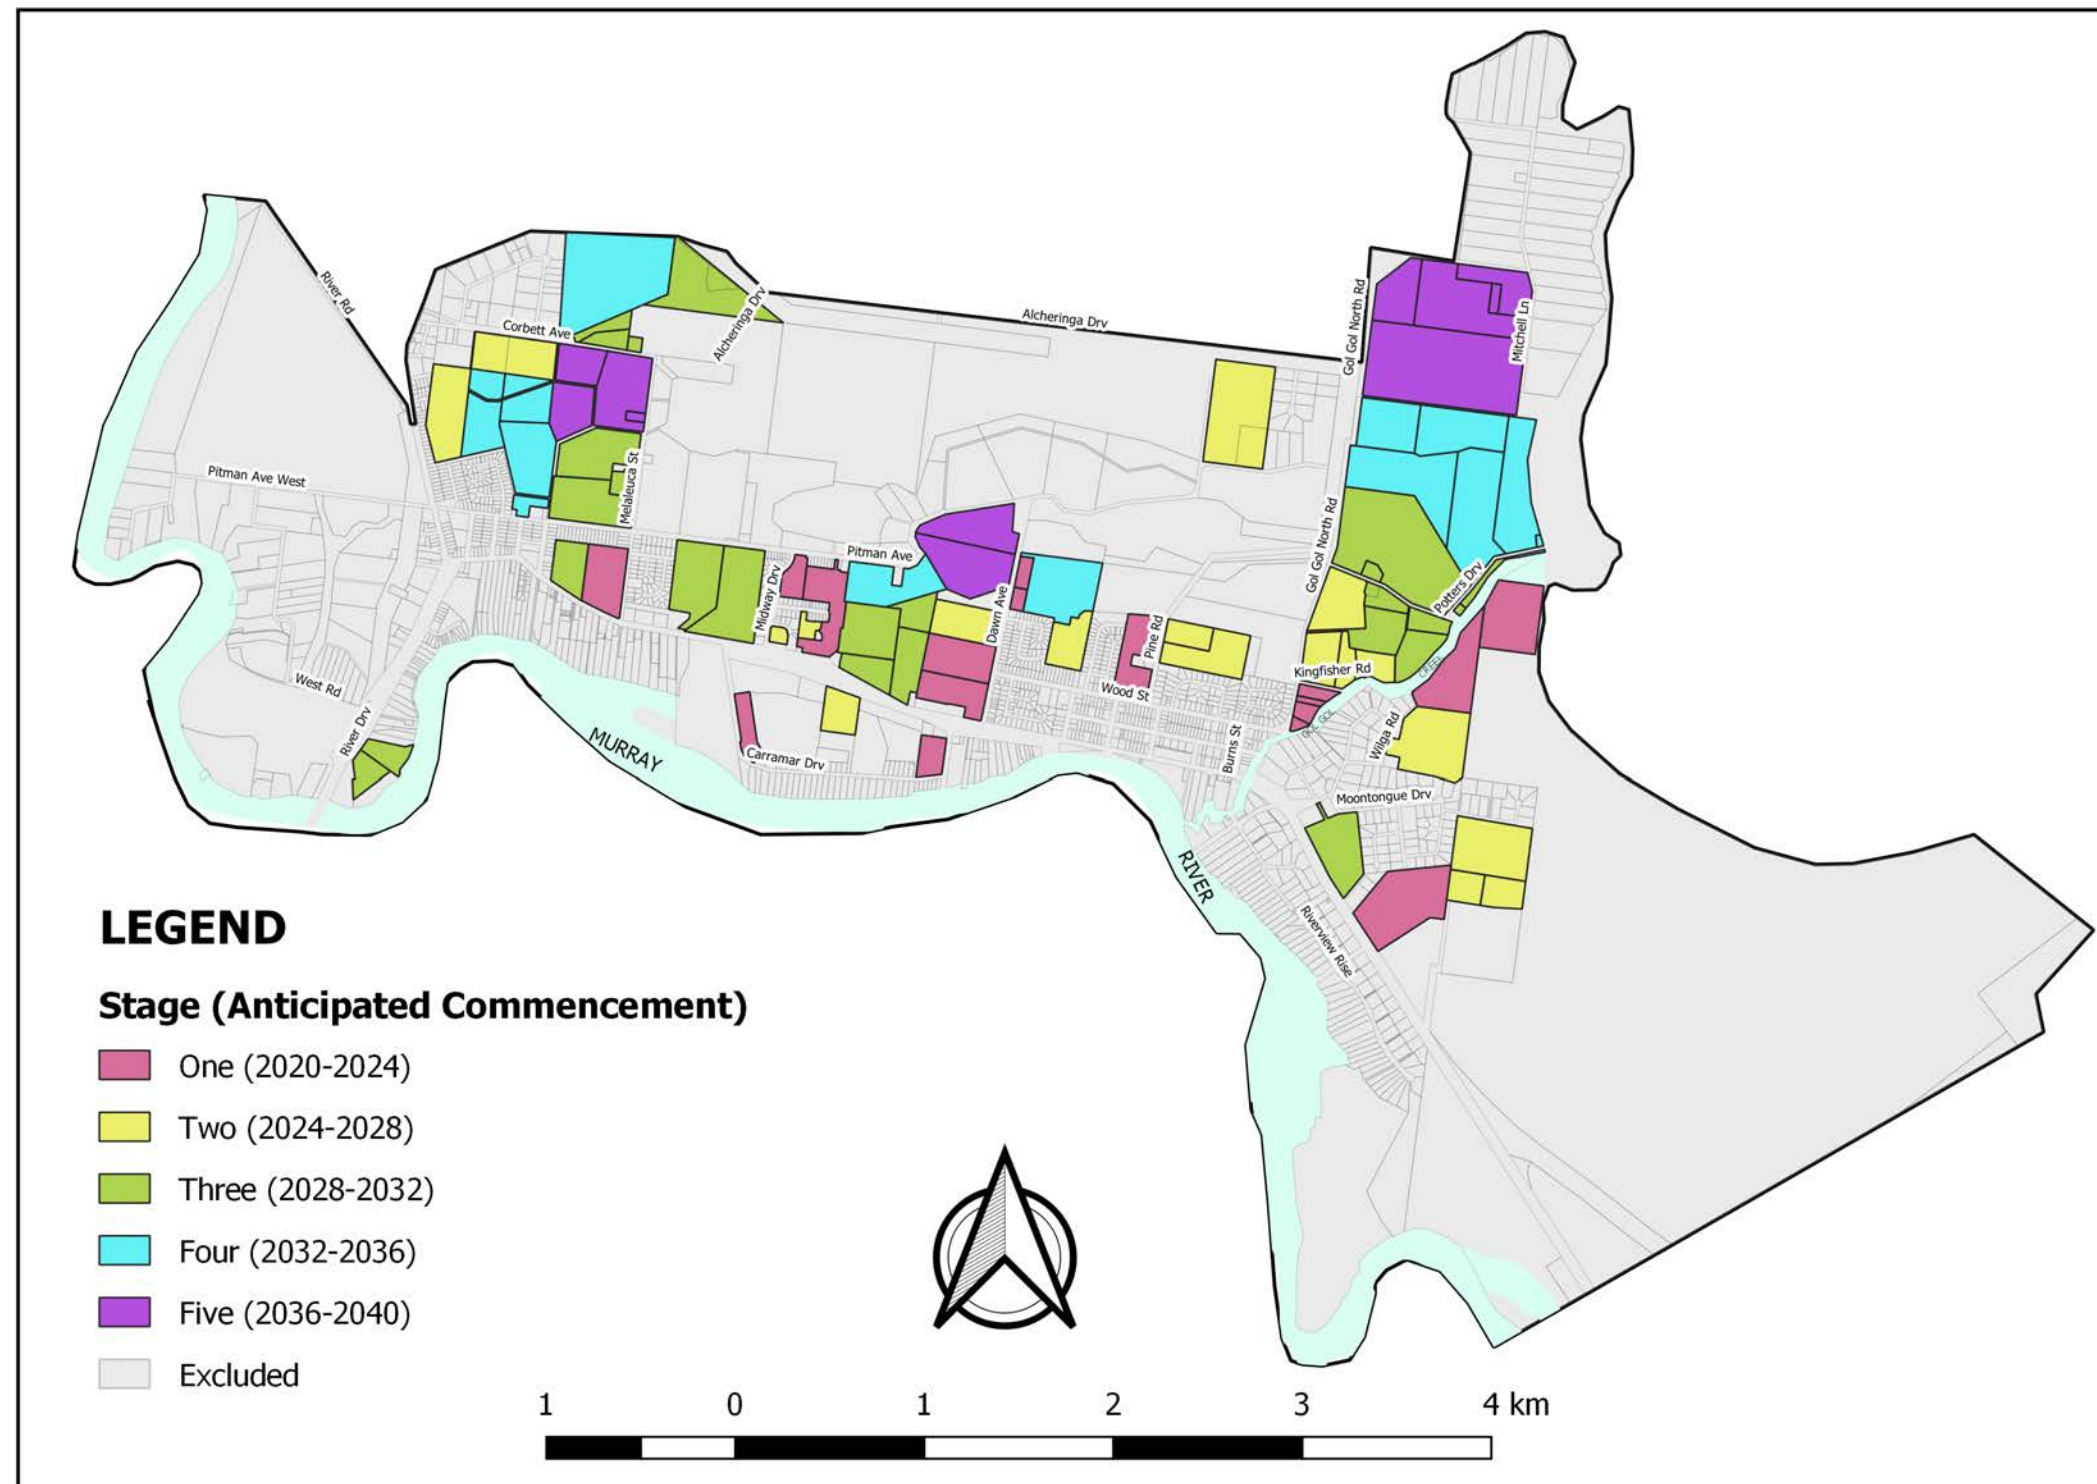 River Rd
Corbett Ave
Alcheringa Drv
Alcheringa Drv
Gol Gol North Rd
Mitchell Ln
Pitman Ave West
Melaleuca St
Pitman Ave
Gol Gol North Rd
Midway Drv
Dawn Ave
Pine Rd
Potters Drv
Kingfisher Rd
CREEK
West Rd
River Drv
Wood St
GOL GOL
Wilga Rd
MURRAY
Carramar Drv
Burns St
Moontongue Drv
RIVER
Riverview Rise
LEGEND
Stage (Anticipated Commencement)
One (2020-2024)
Two (2024-2028)
Three (2028-2032)
Four (2032-2036)
Five (2036-2040)
Excluded
1 0 1 2 3 4 km